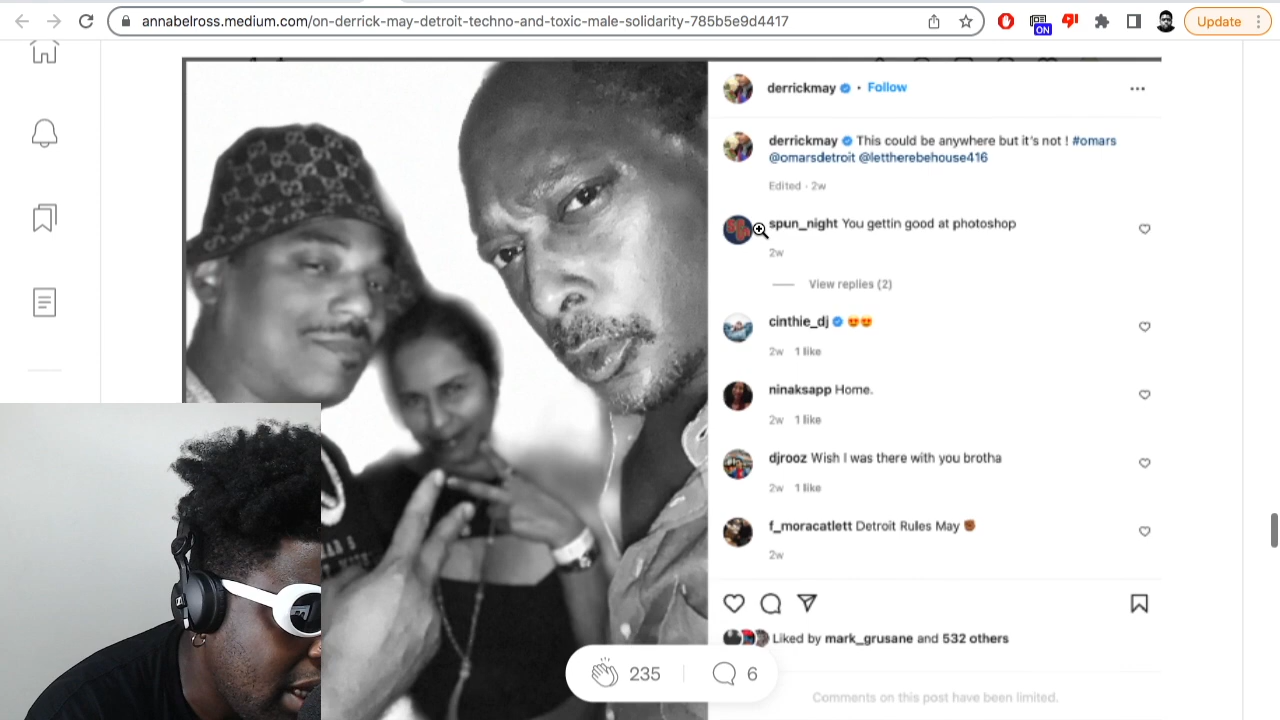 annabelross.medium.com/on-derrick-may-detroit-techno-and-toxic-male-solidarity-785b5e9d4417
ON
Update
derrickmay • Follow
derrickmay This could be anywhere but it's not ! #omars
@omarsdetroit @lettherebehouse416
Edited · 2w
spun_night You gettin good at photoshop
2w
View replies (2)
cinthie_dj 😍😍
2w 1 like
ninaksapp Home.
2w 1 like
djrooz Wish I was there with you brotha
2w 1 like
f_moracatlett Detroit Rules May ✊🏾
2w
Liked by mark_grusane and 532 others
235 6
Comments on this post have been limited.